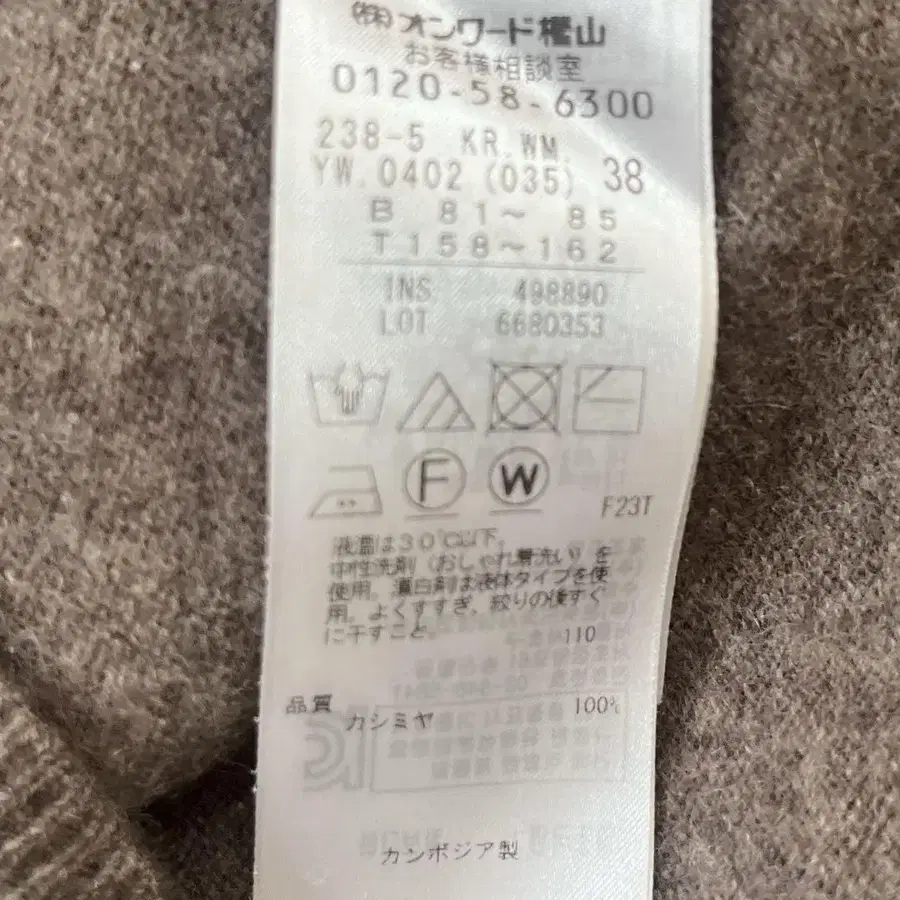 ㈱オンワード樫山
お客様相談室
0120-58-6300
238-5 KR.WM.
YW.0402 (035) 38
B 81～ 85
T158～162
INS 498890
LOT 6680353
F
W
F23T
液温は30℃以下。
中性洗剤（おしゃれ着洗い）を
使用。漂白剤は液体タイプを使
用。よくすすぎ、絞りの後すぐ
に干すこと。
110
品質 カシミヤ 100%
カンボジア製